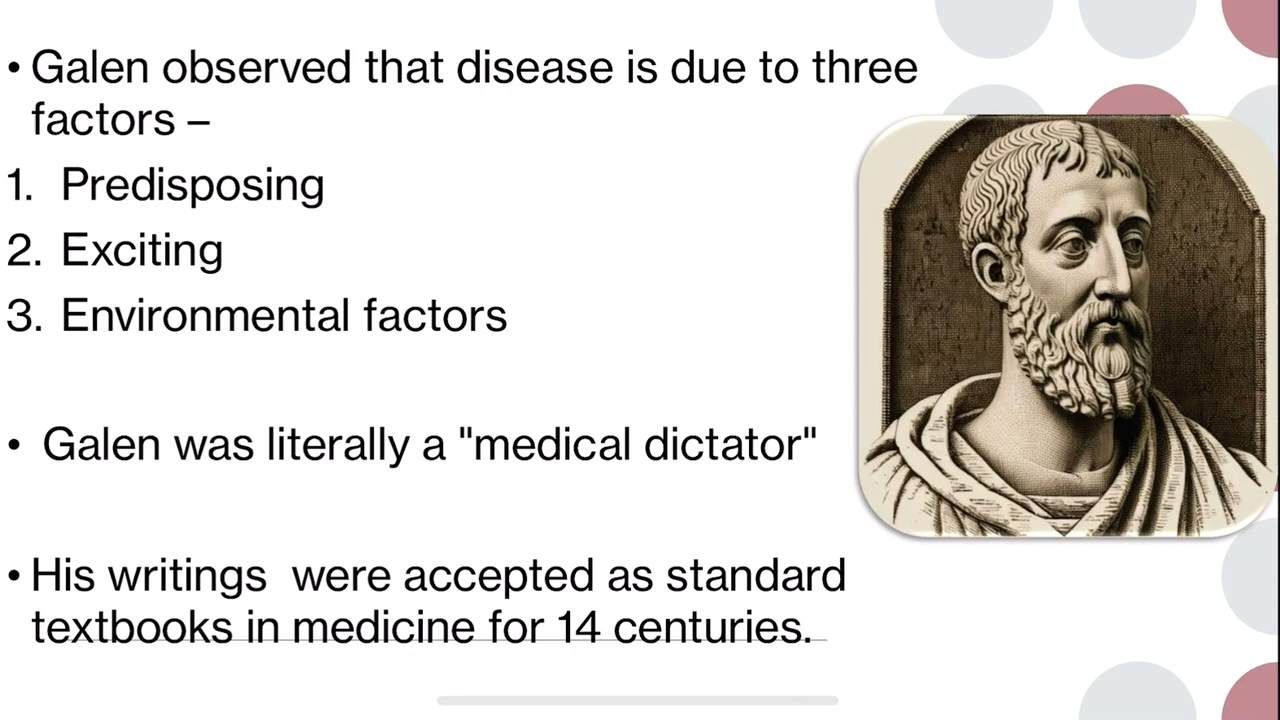 • Galen observed that disease is due to three
factors –
1. Predisposing
2. Exciting
3. Environmental factors
• Galen was literally a "medical dictator"
• His writings  were accepted as standard
textbooks in medicine for 14 centuries.